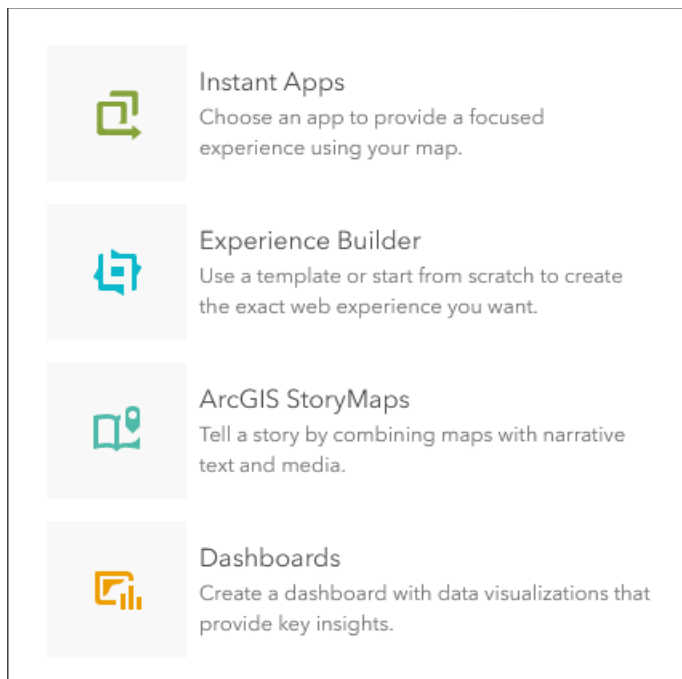 Instant Apps
Choose an app to provide a focused
experience using your map.
Experience Builder
Use a template or start from scratch to create
the exact web experience you want.
ArcGIS StoryMaps
Tell a story by combining maps with narrative
text and media.
Dashboards
Create a dashboard with data visualizations that
provide key insights.